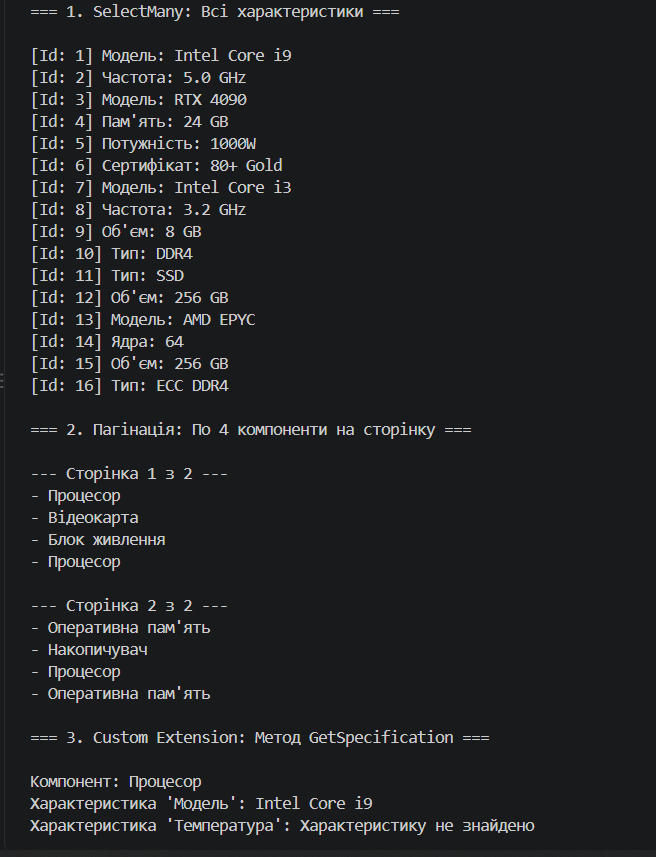 === 1. SelectMany: Всі характеристики ===
[Id: 1] Модель: Intel Core i9
[Id: 2] Частота: 5.0 GHz
[Id: 3] Модель: RTX 4090
[Id: 4] Пам'ять: 24 GB
[Id: 5] Потужність: 1000W
[Id: 6] Сертифікат: 80+ Gold
[Id: 7] Модель: Intel Core i3
[Id: 8] Частота: 3.2 GHz
[Id: 9] Об'єм: 8 GB
[Id: 10] Тип: DDR4
[Id: 11] Тип: SSD
[Id: 12] Об'єм: 256 GB
[Id: 13] Модель: AMD EPYC
[Id: 14] Ядра: 64
[Id: 15] Об'єм: 256 GB
[Id: 16] Тип: ECC DDR4
=== 2. Пагінація: По 4 компоненти на сторінку ===
--- Сторінка 1 з 2 ---
- Процесор
- Відеокарта
- Блок живлення
- Процесор
--- Сторінка 2 з 2 ---
- Оперативна пам'ять
- Накопичувач
- Процесор
- Оперативна пам'ять
=== 3. Custom Extension: Метод GetSpecification ===
Компонент: Процесор
Характеристика 'Модель': Intel Core i9
Характеристика 'Температура': Характеристику не знайдено